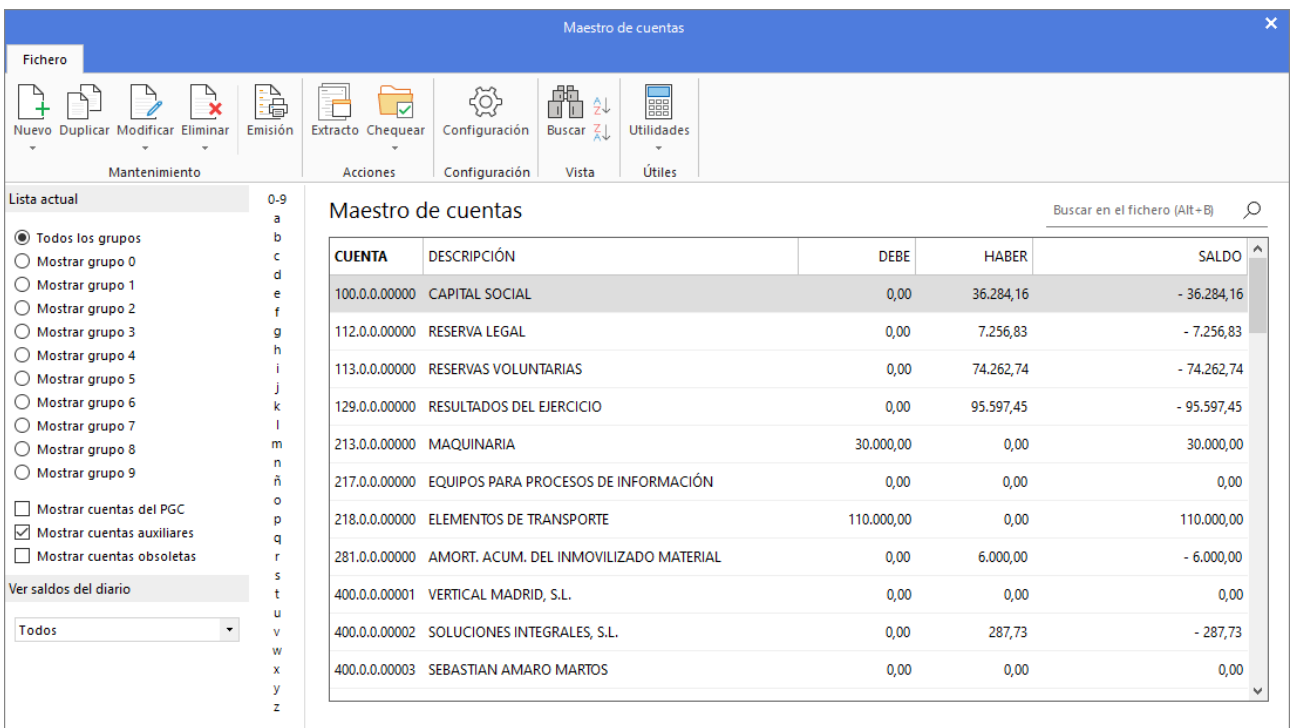 Maestro de cuentas
Fichero
Nuevo Duplicar Modificar Eliminar Emisión Extracto Chequear Configuración Buscar Utilidades
Mantenimiento Acciones Configuración Vista Útiles
Lista actual
Todos los grupos
Mostrar grupo 0
Mostrar grupo 1
Mostrar grupo 2
Mostrar grupo 3
Mostrar grupo 4
Mostrar grupo 5
Mostrar grupo 6
Mostrar grupo 7
Mostrar grupo 8
Mostrar grupo 9
Mostrar cuentas del PGC
Mostrar cuentas auxiliares
Mostrar cuentas obsoletas
Ver saldos del diario
Todos
0-9
a
b
c
d
e
f
g
h
i
j
k
l
m
n
ñ
o
p
q
r
s
t
u
v
w
x
y
z
Maestro de cuentas
Buscar en el fichero (Alt+B)
CUENTA DESCRIPCIÓN DEBE HABER SALDO
100.0.0.00000 CAPITAL SOCIAL 0,00 36.284,16 - 36.284,16
112.0.0.00000 RESERVA LEGAL 0,00 7.256,83 - 7.256,83
113.0.0.00000 RESERVAS VOLUNTARIAS 0,00 74.262,74 - 74.262,74
129.0.0.00000 RESULTADOS DEL EJERCICIO 0,00 95.597,45 - 95.597,45
213.0.0.00000 MAQUINARIA 30.000,00 0,00 30.000,00
217.0.0.00000 EQUIPOS PARA PROCESOS DE INFORMACIÓN 0,00 0,00 0,00
218.0.0.00000 ELEMENTOS DE TRANSPORTE 110.000,00 0,00 110.000,00
281.0.0.00000 AMORT. ACUM. DEL INMOVILIZADO MATERIAL 0,00 6.000,00 - 6.000,00
400.0.0.00001 VERTICAL MADRID, S.L. 0,00 0,00 0,00
400.0.0.00002 SOLUCIONES INTEGRALES, S.L. 0,00 287,73 - 287,73
400.0.0.00003 SEBASTIAN AMARO MARTOS 0,00 0,00 0,00